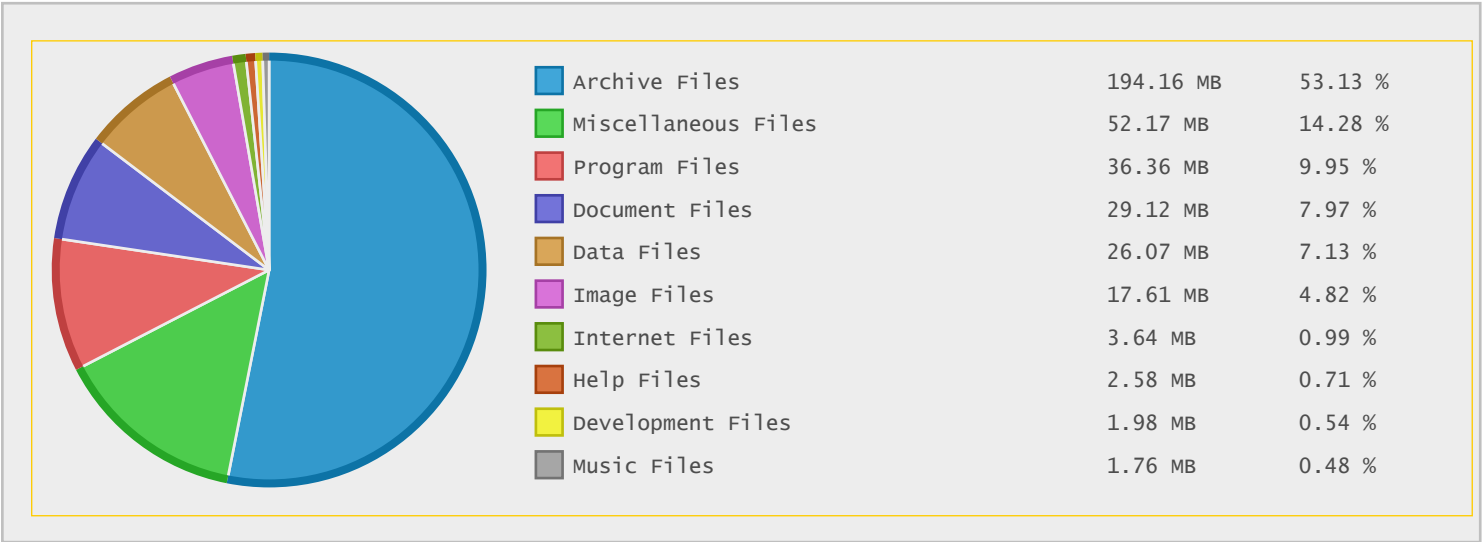 Archive Files 194.16 MB 53.13 %
Miscellaneous Files 52.17 MB 14.28 %
Program Files 36.36 MB 9.95 %
Document Files 29.12 MB 7.97 %
Data Files 26.07 MB 7.13 %
Image Files 17.61 MB 4.82 %
Internet Files 3.64 MB 0.99 %
Help Files 2.58 MB 0.71 %
Development Files 1.98 MB 0.54 %
Music Files 1.76 MB 0.48 %